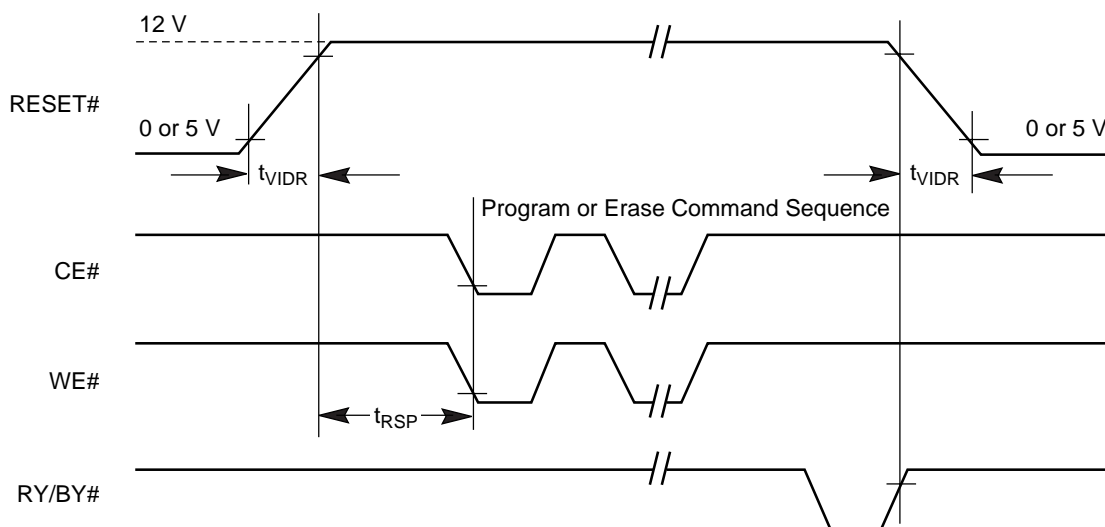 12 V
RESET#
0 or 5 V
0 or 5 V
tVIDR
tVIDR
Program or Erase Command Sequence
CE#
WE#
tRSP
RY/BY#